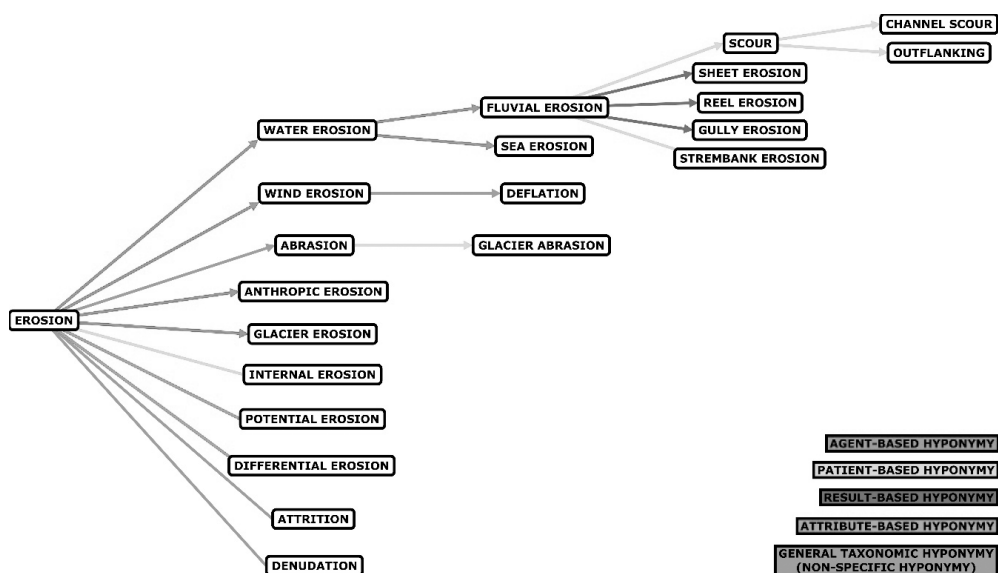 CHANNEL SCOUR
SCOUR
OUTFLANKING
SHEET EROSION
FLUVIAL EROSION
REEL EROSION
WATER EROSION
GULLY EROSION
SEA EROSION
STREMBANK EROSION
WIND EROSION
DEFLATION
ABRASION
GLACIER ABRASION
ANTHROPIC EROSION
EROSION
GLACIER EROSION
INTERNAL EROSION
POTENTIAL EROSION
DIFFERENTIAL EROSION
ATTRITION
DENUDATION
AGENT-BASED HYPONYMY
PATIENT-BASED HYPONYMY
RESULT-BASED HYPONYMY
ATTRIBUTE-BASED HYPONYMY
GENERAL TAXONOMIC HYPONYMY
(NON-SPECIFIC HYPONYMY)